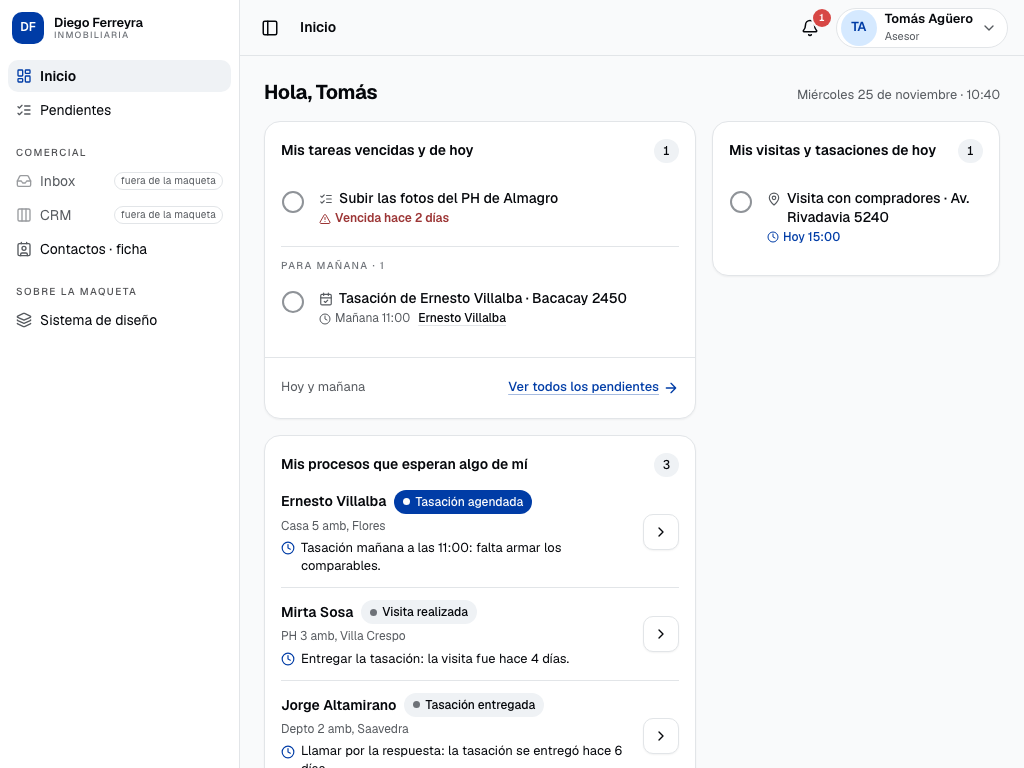 DF
Diego Ferreyra
INMOBILIARIA
Inicio
Pendientes
COMERCIAL
Inbox fuera de la maqueta
CRM fuera de la maqueta
Contactos · ficha
SOBRE LA MAQUETA
Sistema de diseño
Inicio
1
TA
Tomás Agüero
Asesor
Hola, Tomás
Miércoles 25 de noviembre · 10:40
Mis tareas vencidas y de hoy 1
Subir las fotos del PH de Almagro
Vencida hace 2 días
PARA MAÑANA · 1
Tasación de Ernesto Villalba · Bacacay 2450
Mañana 11:00 Ernesto Villalba
Hoy y mañana Ver todos los pendientes
Mis visitas y tasaciones de hoy 1
Visita con compradores · Av.
Rivadavia 5240
Hoy 15:00
Mis procesos que esperan algo de mí 3
Ernesto Villalba Tasación agendada
Casa 5 amb, Flores
Tasación mañana a las 11:00: falta armar los
comparables.
Mirta Sosa Visita realizada
PH 3 amb, Villa Crespo
Entregar la tasación: la visita fue hace 4 días.
Jorge Altamirano Tasación entregada
Depto 2 amb, Saavedra
Llamar por la respuesta: la tasación se entregó hace 6
días.